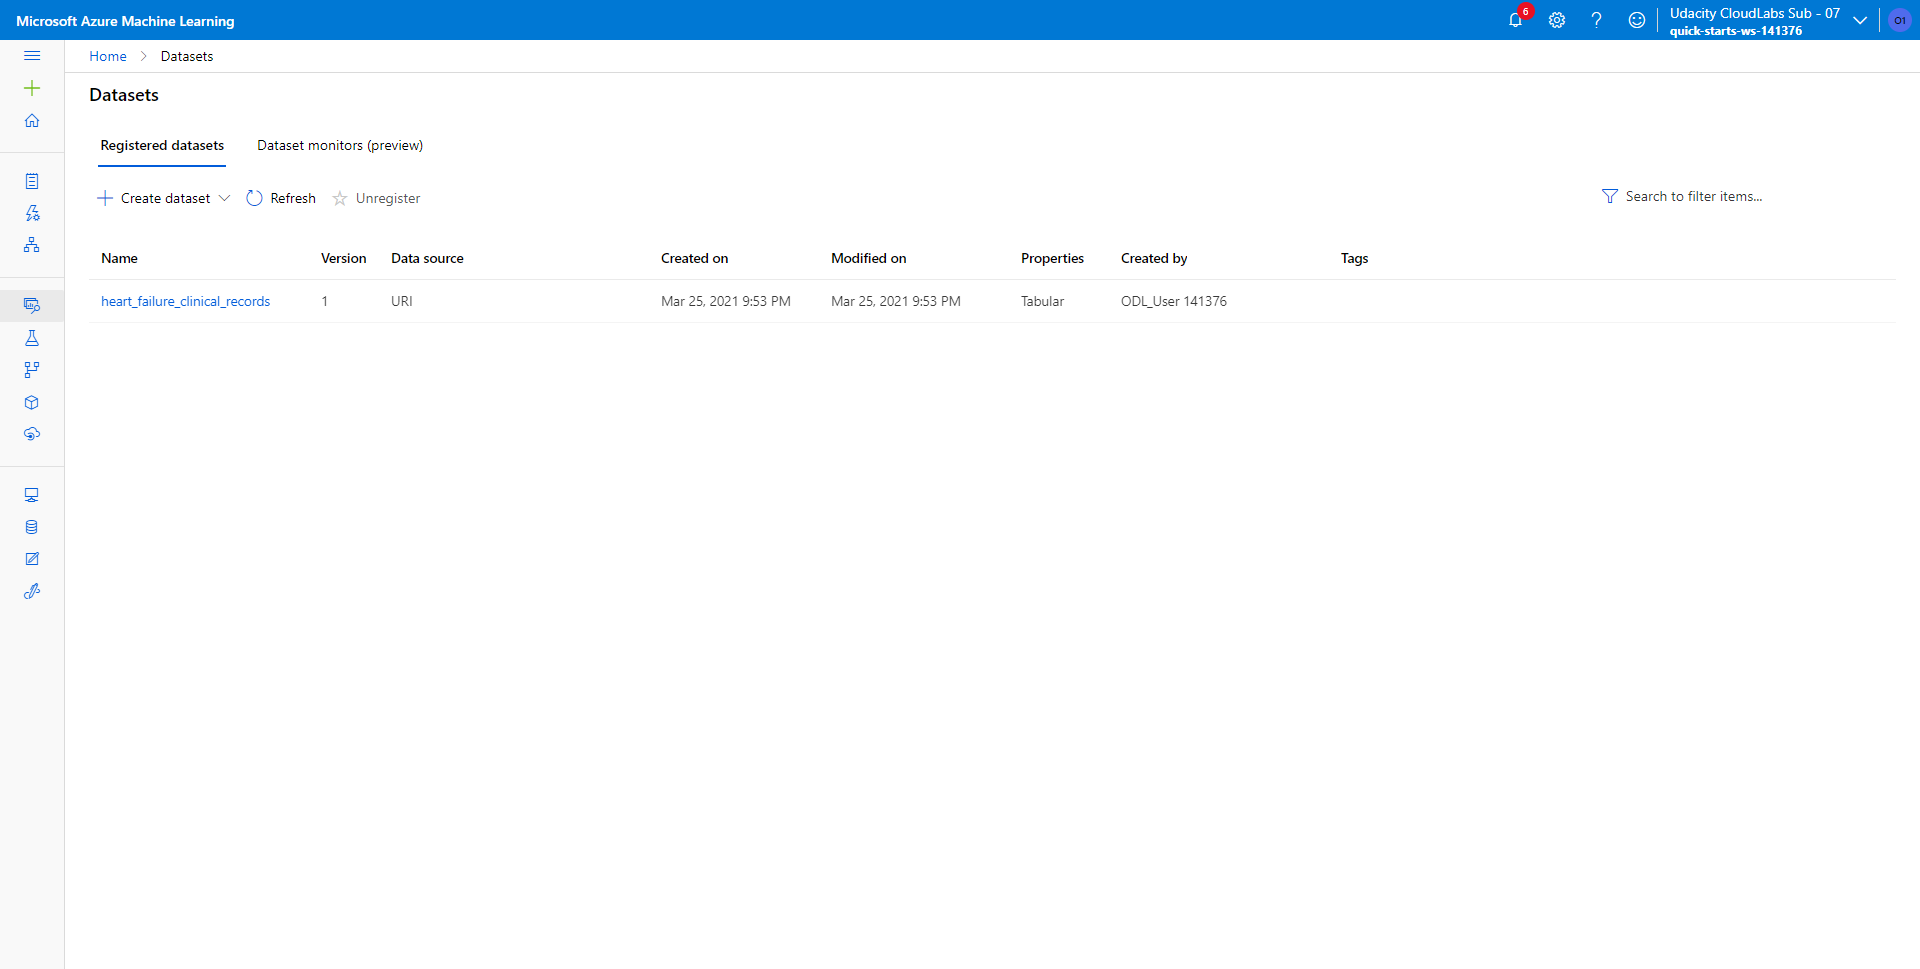 Microsoft Azure Machine Learning
6
Udacity CloudLabs Sub - 07
quick-starts-ws-141376
O1
Home > Datasets
Datasets
Registered datasets Dataset monitors (preview)
Create dataset Refresh Unregister Search to filter items...
Name Version Data source Created on Modified on Properties Created by Tags
heart_failure_clinical_records 1 URI Mar 25, 2021 9:53 PM Mar 25, 2021 9:53 PM Tabular ODL_User 141376